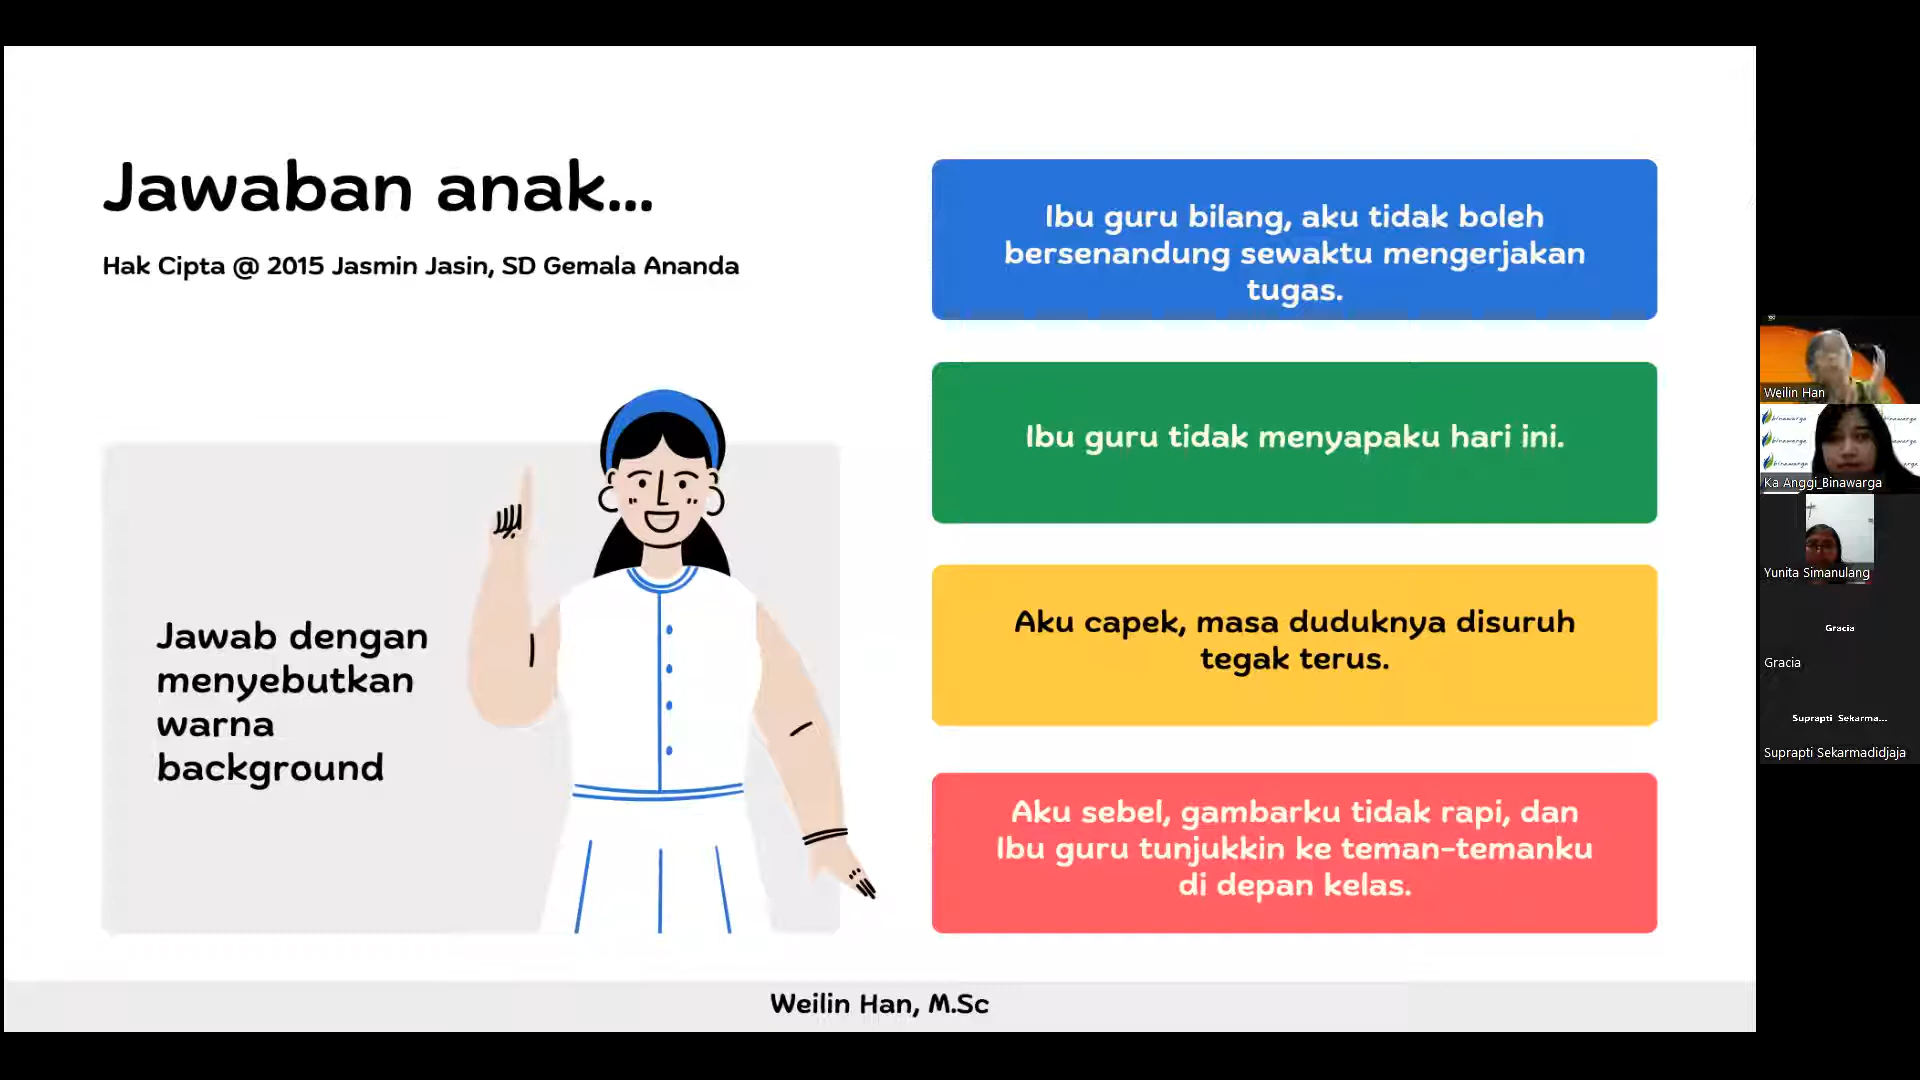 Jawaban anak...
Hak Cipta @ 2015 Jasmin Jasin, SD Gemala Ananda
Jawab dengan
menyebutkan
warna
background
Ibu guru bilang, aku tidak boleh
bersenandung sewaktu mengerjakan
tugas.
Ibu guru tidak menyapaku hari ini.
Aku capek, masa duduknya disuruh
tegak terus.
Aku sebel, gambarku tidak rapi, dan
Ibu guru tunjukkin ke teman-temanku
di depan kelas.
Weilin Han, M.Sc
Weilin Han
binawarga
Ka Anggi_Binawarga
Yunita Simanulang
Gracia
Gracia
Suprapti Sekarma...
Suprapti Sekarmadidjaja